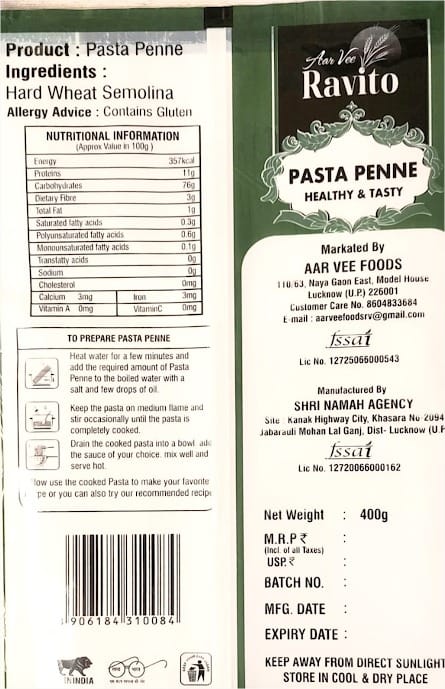 Product : Pasta Penne
Ingredients :
Hard Wheat Semolina
Allergy Advice : Contains Gluten
NUTRITIONAL INFORMATION
(Approx Value in 100g )
Energy 357kcal
Proteins 11g
Carbohydrates 76g
Dietary Fibre 3g
Total Fat 1g
Saturated fatty acids 0.3g
Polyunsaturated fatty acids 0.6g
Monounsaturated fatty acids 0.1g
Transfatty acids 0g
Sodium 0g
Cholesterol 0mg
Calcium 3mg Iron 3mg
Vitamin A 0mg VitaminC 0mg
TO PREPARE PASTA PENNE
Heat water for a few minutes and
add the required amount of Pasta
Penne to the boiled water with a
salt and few drops of oil.
Keep the pasta on medium flame and
stir occasionally until the pasta is
completely cooked.
Drain the cooked pasta into a bowl add
the sauce of your choice. mix well and
serve hot.
low use the cooked Pasta to make your favorite
pe or you can also try our recommended recipe
906184 310084
IN INDIA
Aar Vee
Ravito
PASTA PENNE
HEALTHY & TASTY
Markated By
AAR VEE FOODS
110/63, Naya Gaon East, Model House
Lucknow (U.P.) 226001
Customer Care No. 8604833684
E-mail : aarveefoodsrv@gmail.com
fssai
Lic No. 12725066000543
Manufactured By
SHRI NAMAH AGENCY
Site Kanak Highway City, Khasara No-2094
Jabarauli Mohan Lal Ganj, Dist- Lucknow (U.P
fssai
Lic No. 12720066000162
Net Weight : 400g
M.R.P ₹ :
(Incl. of all Taxes)
USP.₹ :
BATCH NO. :
MFG. DATE :
EXPIRY DATE :
KEEP AWAY FROM DIRECT SUNLIGHT
STORE IN COOL & DRY PLACE